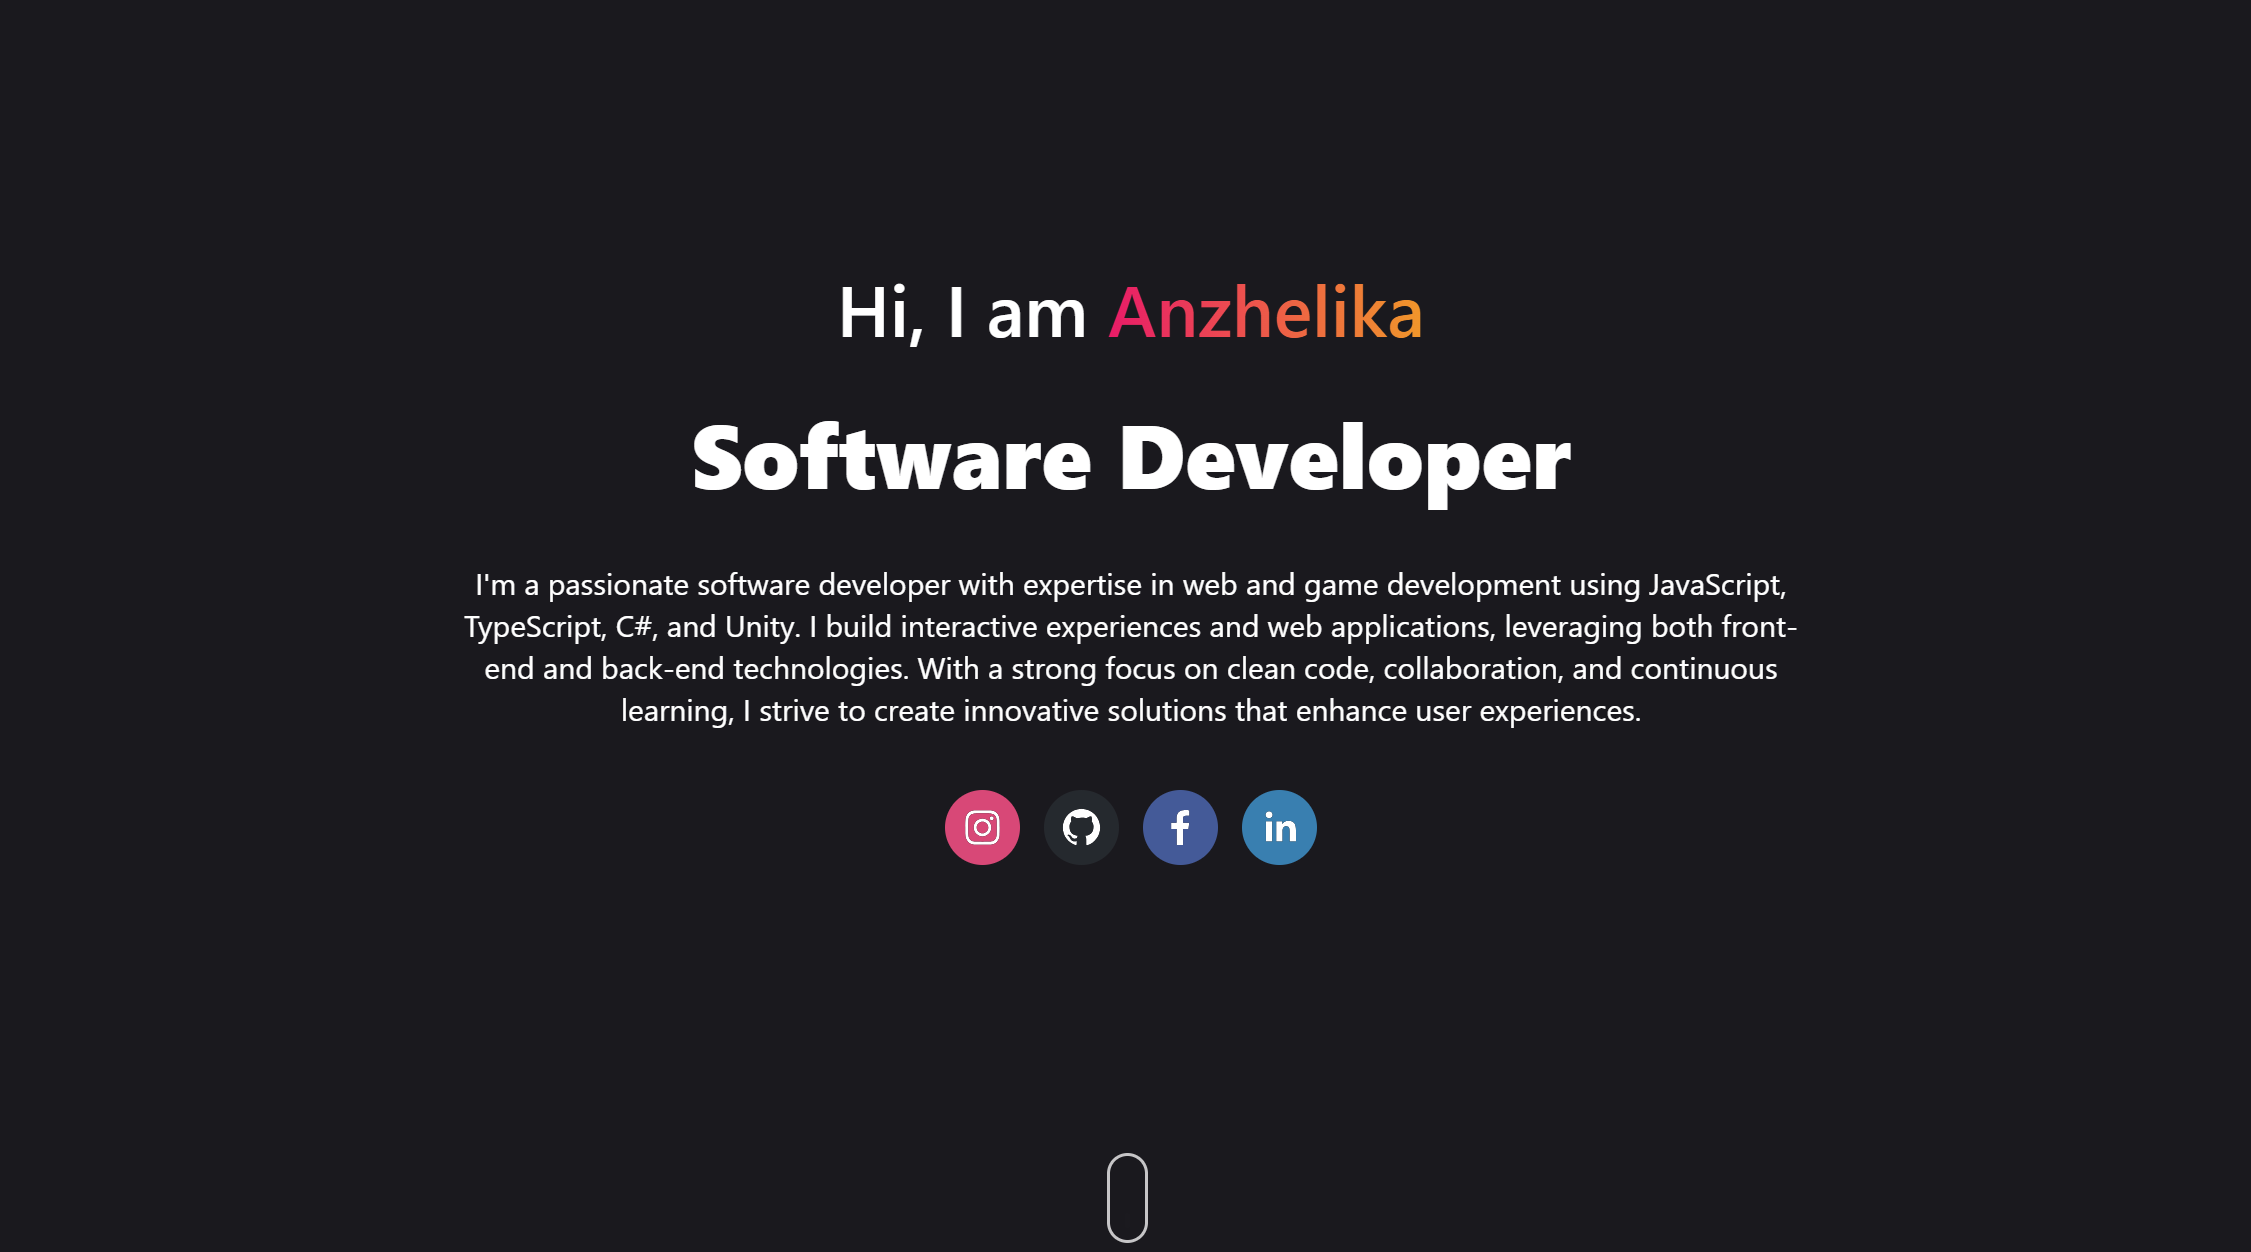 Hi, I am Anzhelika
Software Developer
I'm a passionate software developer with expertise in web and game development using JavaScript,
TypeScript, C#, and Unity. I build interactive experiences and web applications, leveraging both front-
end and back-end technologies. With a strong focus on clean code, collaboration, and continuous
learning, I strive to create innovative solutions that enhance user experiences.
in